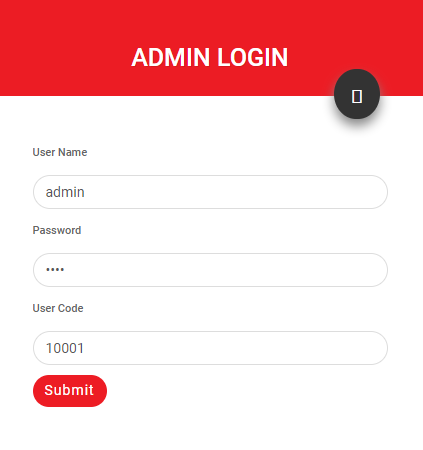 ADMIN LOGIN
User Name
admin
Password
••••
User Code
10001
Submit